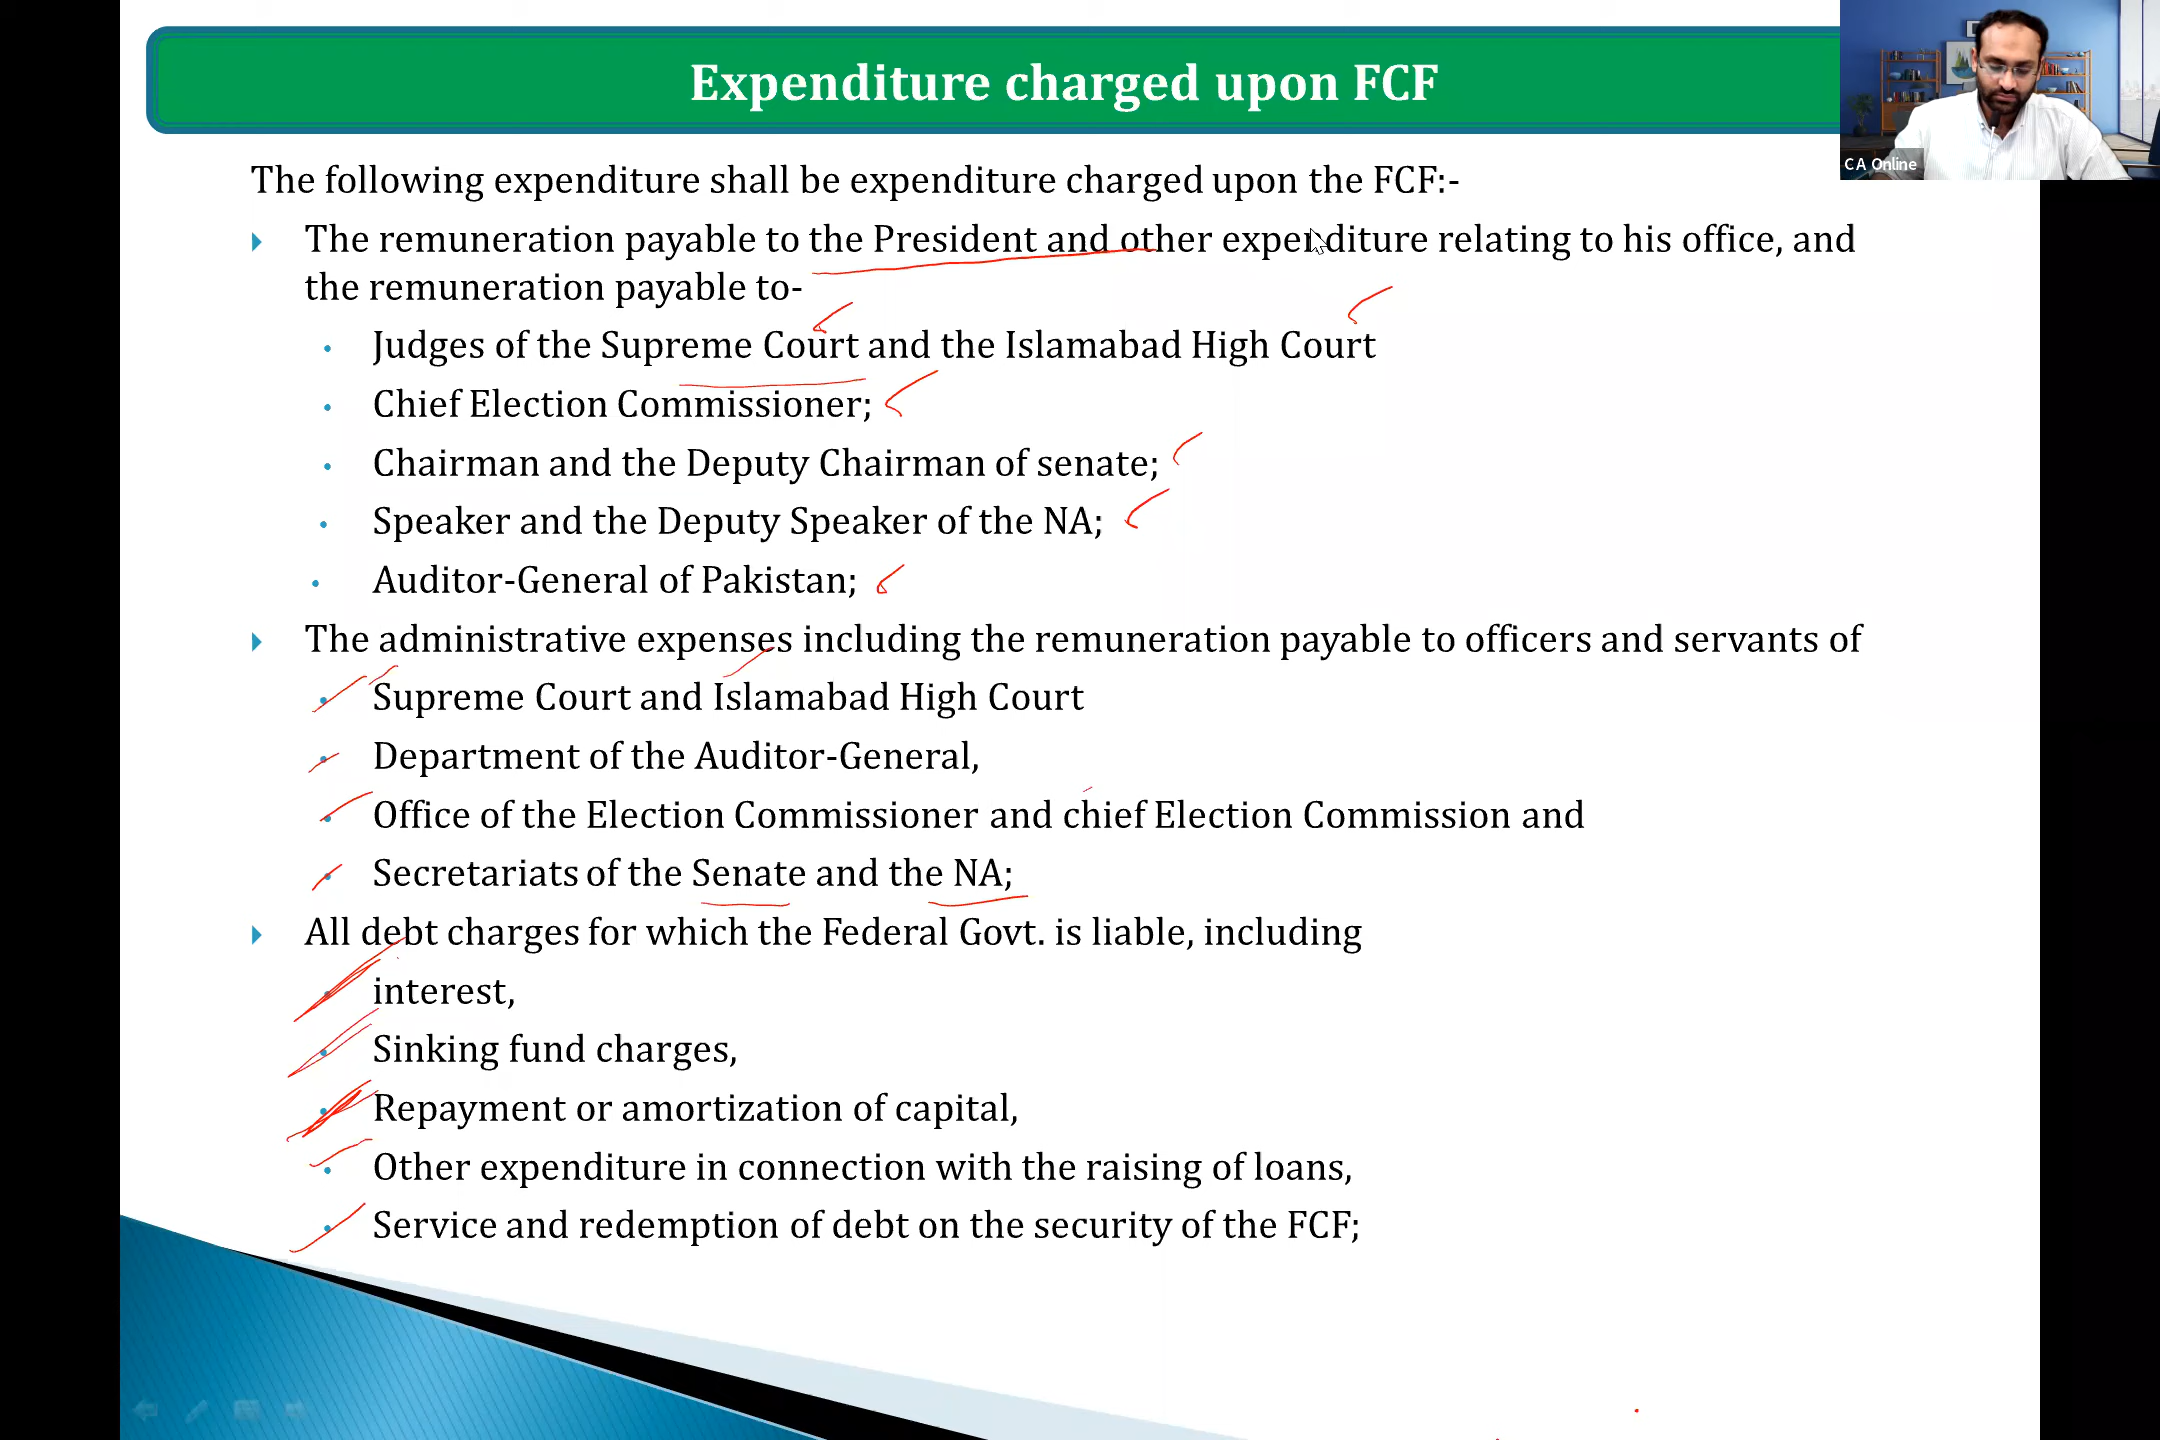 Expenditure charged upon FCF
C A Online
The following expenditure shall be expenditure charged upon the FCF:-
The remuneration payable to the President and other expenditure relating to his office, and
the remuneration payable to-
Judges of the Supreme Court and the Islamabad High Court
Chief Election Commissioner;
Chairman and the Deputy Chairman of senate;
Speaker and the Deputy Speaker of the NA;
Auditor-General of Pakistan;
The administrative expenses including the remuneration payable to officers and servants of
Supreme Court and Islamabad High Court
Department of the Auditor-General,
Office of the Election Commissioner and chief Election Commission and
Secretariats of the Senate and the NA;
All debt charges for which the Federal Govt. is liable, including
interest,
Sinking fund charges,
Repayment or amortization of capital,
Other expenditure in connection with the raising of loans,
Service and redemption of debt on the security of the FCF;